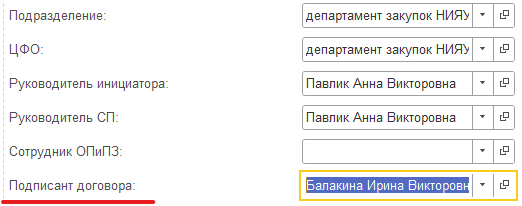 Подразделение: департамент закупок НИЯУ
ЦФО: департамент закупок НИЯУ
Руководитель инициатора: Павлик Анна Викторовна
Руководитель СП: Павлик Анна Викторовна
Сотрудник ОПиПЗ:
Подписант договора: Балакина Ирина Викторовн